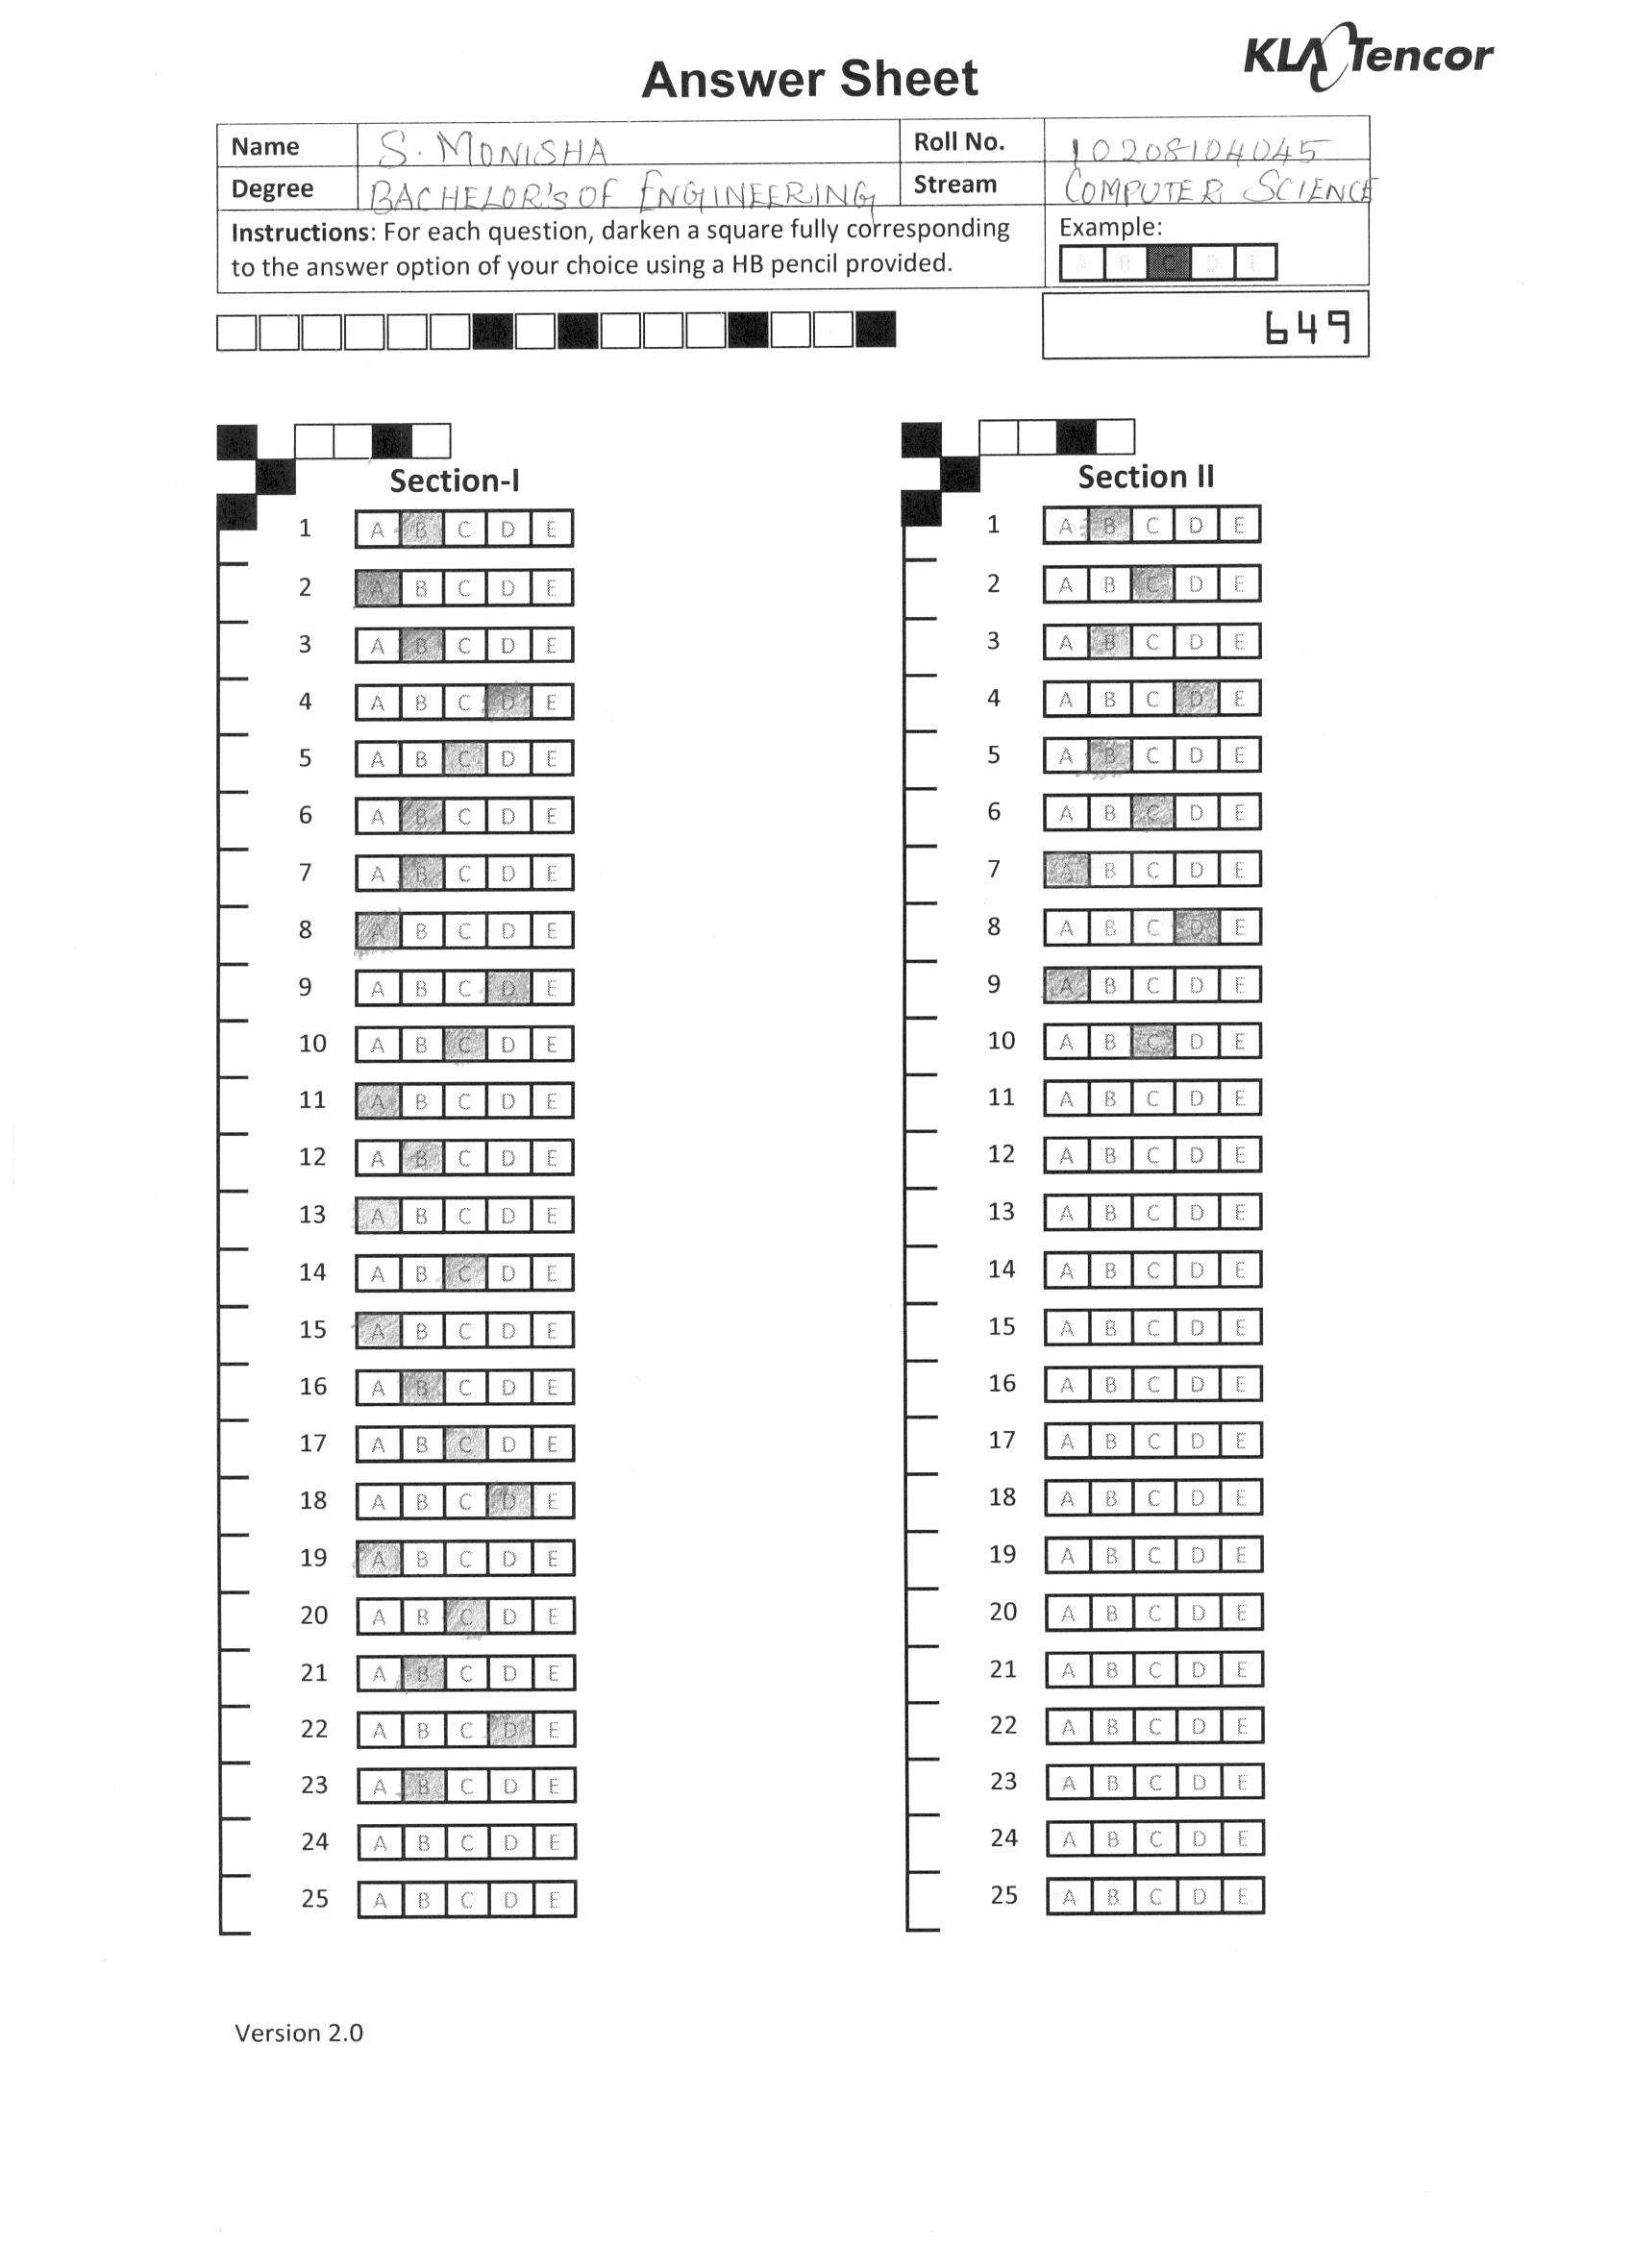 KLA Tencor
Answer Sheet
Name S. MONISHA Roll No. 10208104045
Degree BACHELOR'S OF ENGINEERING Stream COMPUTER SCIENCE
Instructions: For each question, darken a square fully corresponding
to the answer option of your choice using a HB pencil provided.
Example:
A B C D E
649
Section-I
1 A B C D E
2 A B C D E
3 A B C D E
4 A B C D E
5 A B C D E
6 A B C D E
7 A B C D E
8 A B C D E
9 A B C D E
10 A B C D E
11 A B C D E
12 A B C D E
13 A B C D E
14 A B C D E
15 A B C D E
16 A B C D E
17 A B C D E
18 A B C D E
19 A B C D E
20 A B C D E
21 A B C D E
22 A B C D E
23 A B C D E
24 A B C D E
25 A B C D E
Section II
1 A B C D E
2 A B C D E
3 A B C D E
4 A B C D E
5 A B C D E
6 A B C D E
7 A B C D E
8 A B C D E
9 A B C D E
10 A B C D E
11 A B C D E
12 A B C D E
13 A B C D E
14 A B C D E
15 A B C D E
16 A B C D E
17 A B C D E
18 A B C D E
19 A B C D E
20 A B C D E
21 A B C D E
22 A B C D E
23 A B C D E
24 A B C D E
25 A B C D E
Version 2.0